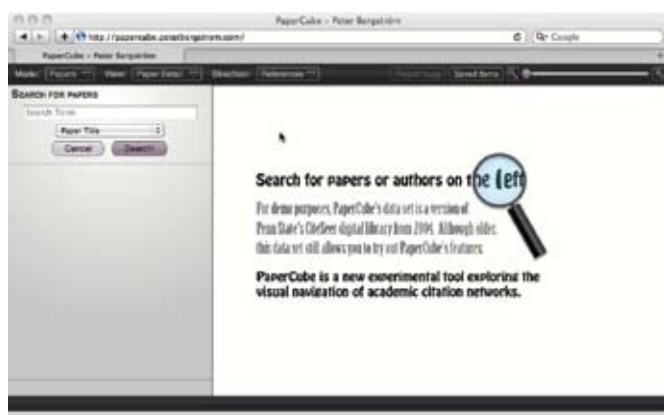 PaperCube - Peter Bergstrom
http://papercube.peterbergstrom.com/
Google
PaperCube - Peter Bergstrom
Mode: Papers View: Paper Detail Direction: References Saved Items
Search for papers
Search Term
Paper Title
Cancel Search
Search for papers or authors on the left
For demo purposes, PaperCube's data set is a version of
Penn State's CiteSeer digital library from 2004. Although older,
this data set still allows you to try out PaperCube's features.
PaperCube is a new experimental tool exploring the
visual navigation of academic citation networks.